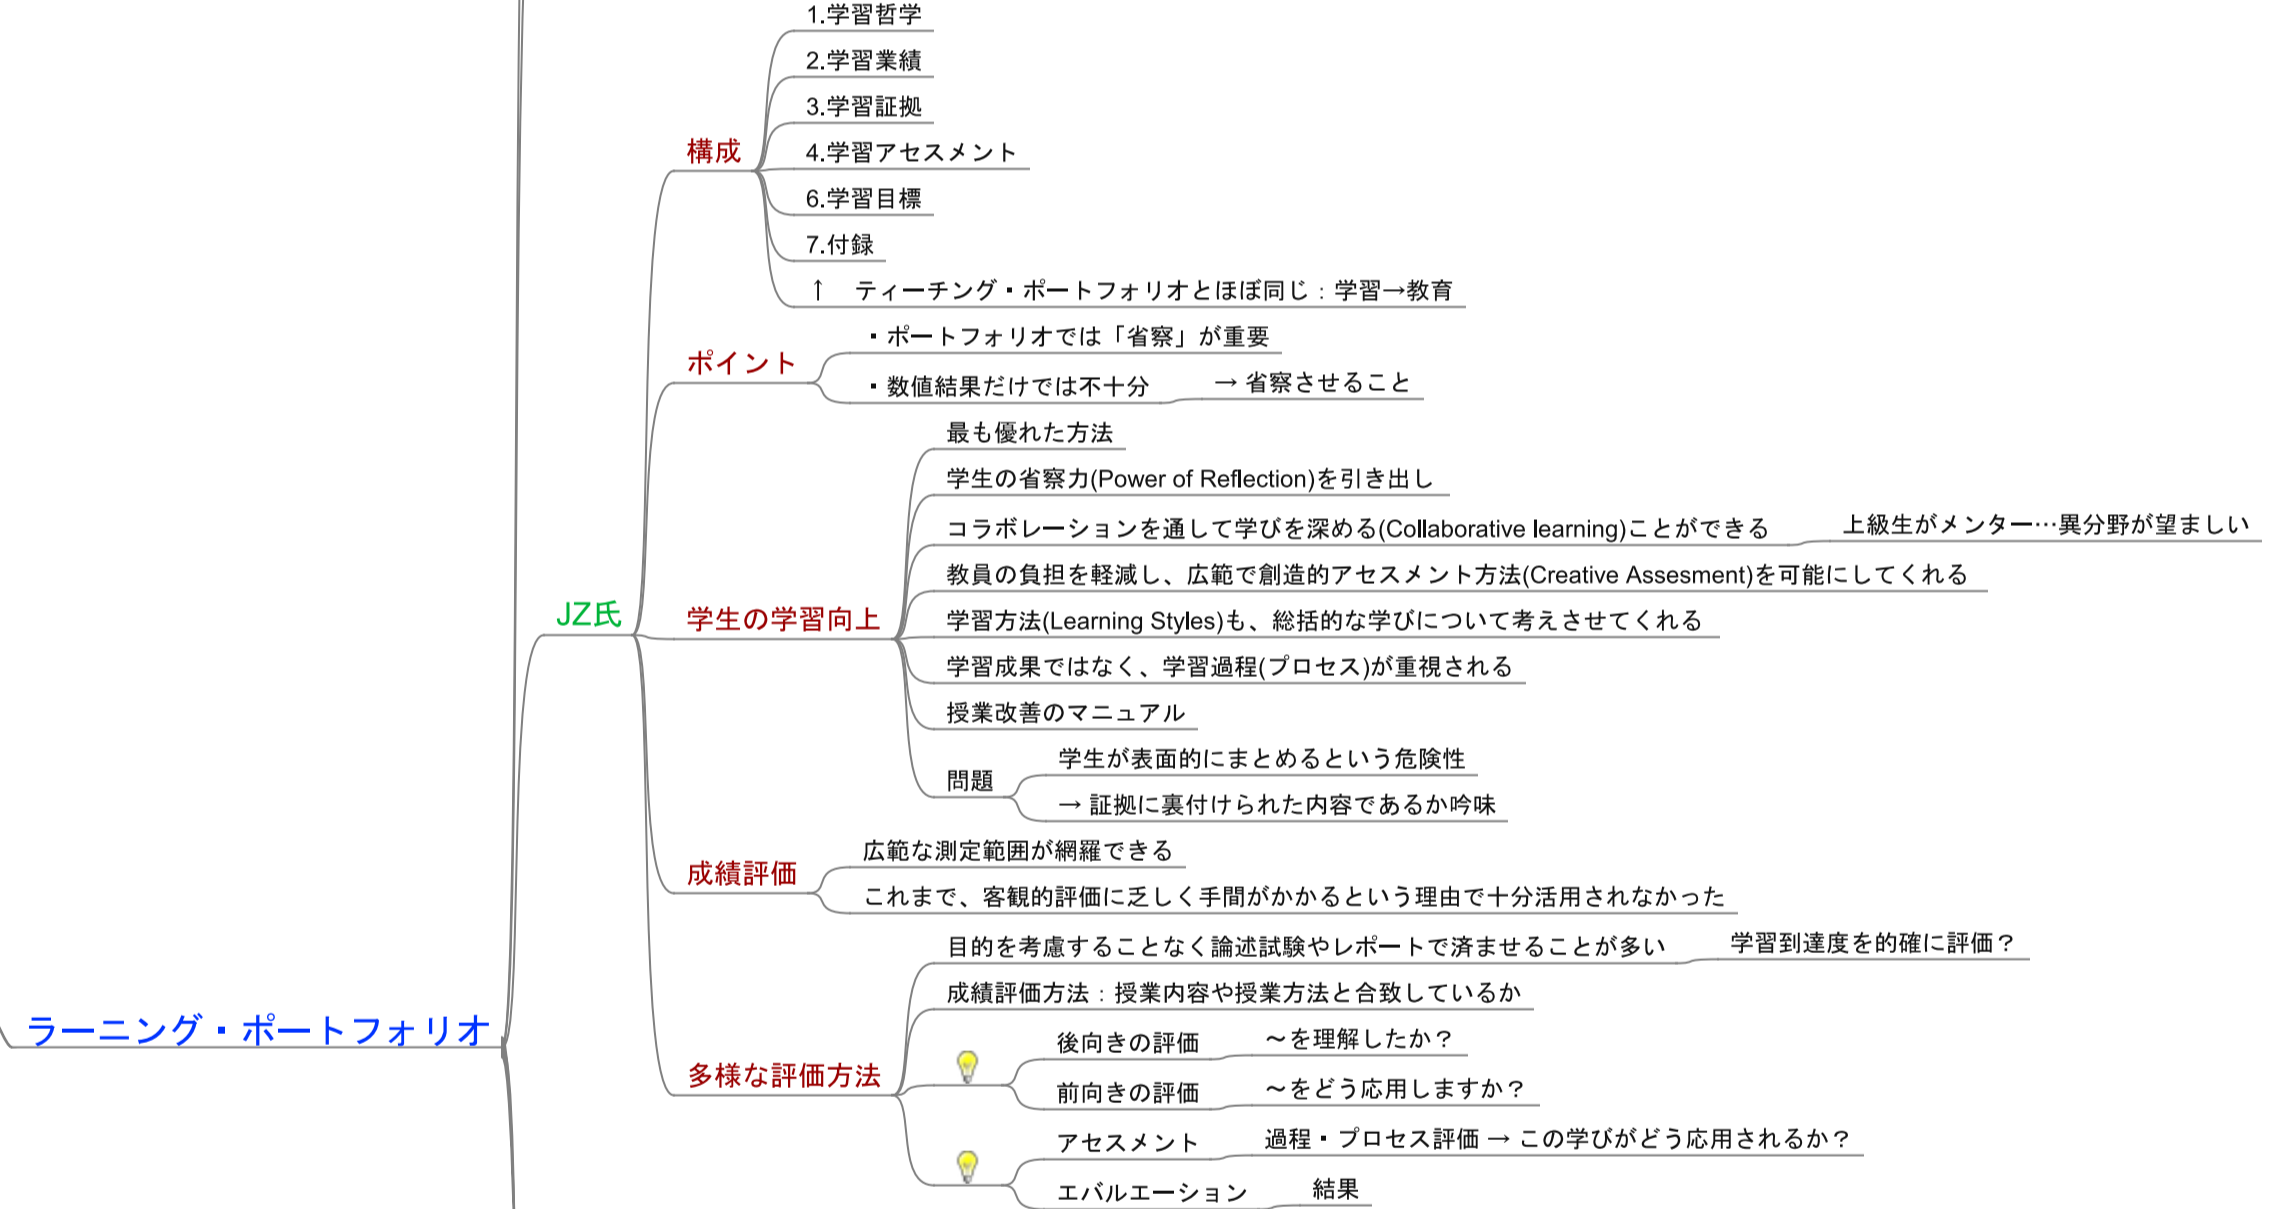 ラーニング・ポートフォリオ
JZ氏
構成
1.学習哲学
2.学習業績
3.学習証拠
4.学習アセスメント
6.学習目標
7.付録
↑　ティーチング・ポートフォリオとほぼ同じ：学習→教育
ポイント
・ポートフォリオでは「省察」が重要
・数値結果だけでは不十分
→ 省察させること
学生の学習向上
最も優れた方法
学生の省察力(Power of Reflection)を引き出し
コラボレーションを通して学びを深める(Collaborative learning)ことができる
上級生がメンター…異分野が望ましい
教員の負担を軽減し、広範で創造的アセスメント方法(Creative Assesment)を可能にしてくれる
学習方法(Learning Styles)も、総括的な学びについて考えさせてくれる
学習成果ではなく、学習過程(プロセス)が重視される
授業改善のマニュアル
問題
学生が表面的にまとめるという危険性
→ 証拠に裏付けられた内容であるか吟味
成績評価
広範な測定範囲が網羅できる
これまで、客観的評価に乏しく手間がかかるという理由で十分活用されなかった
多様な評価方法
目的を考慮することなく論述試験やレポートで済ませることが多い
学習到達度を的確に評価？
成績評価方法：授業内容や授業方法と合致しているか
後向きの評価
～を理解したか？
前向きの評価
～をどう応用しますか？
アセスメント
過程・プロセス評価 → この学びがどう応用されるか？
エバルエーション
結果